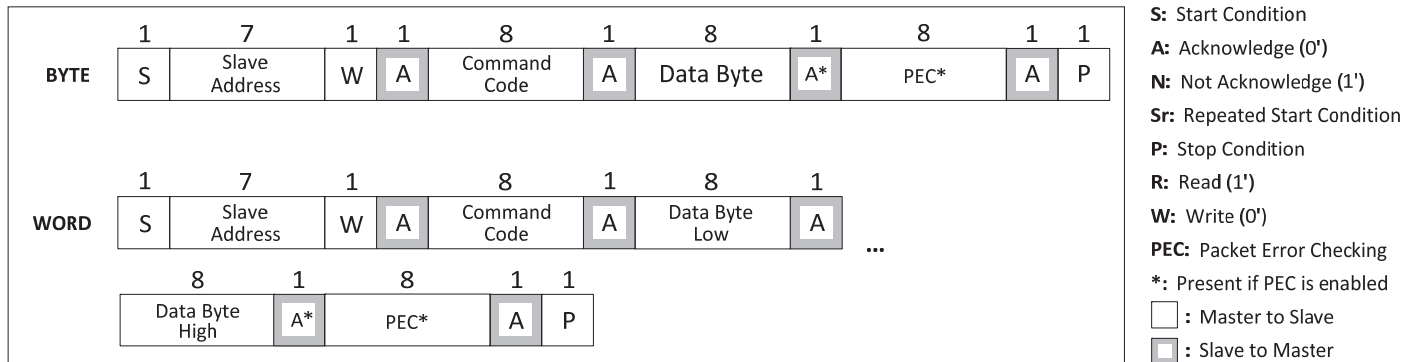 1 7 1 1 8 1 8 1 8 1 1
BYTE S Slave Address W A Command Code A Data Byte A* PEC* A P
1 7 1 8 1 8 1
WORD S Slave Address W A Command Code A Data Byte Low A ...
8 1 8 1 1
Data Byte High A* PEC* A P
S: Start Condition
A: Acknowledge (0')
N: Not Acknowledge (1')
Sr: Repeated Start Condition
P: Stop Condition
R: Read (1')
W: Write (0')
PEC: Packet Error Checking
*: Present if PEC is enabled
: Master to Slave
: Slave to Master